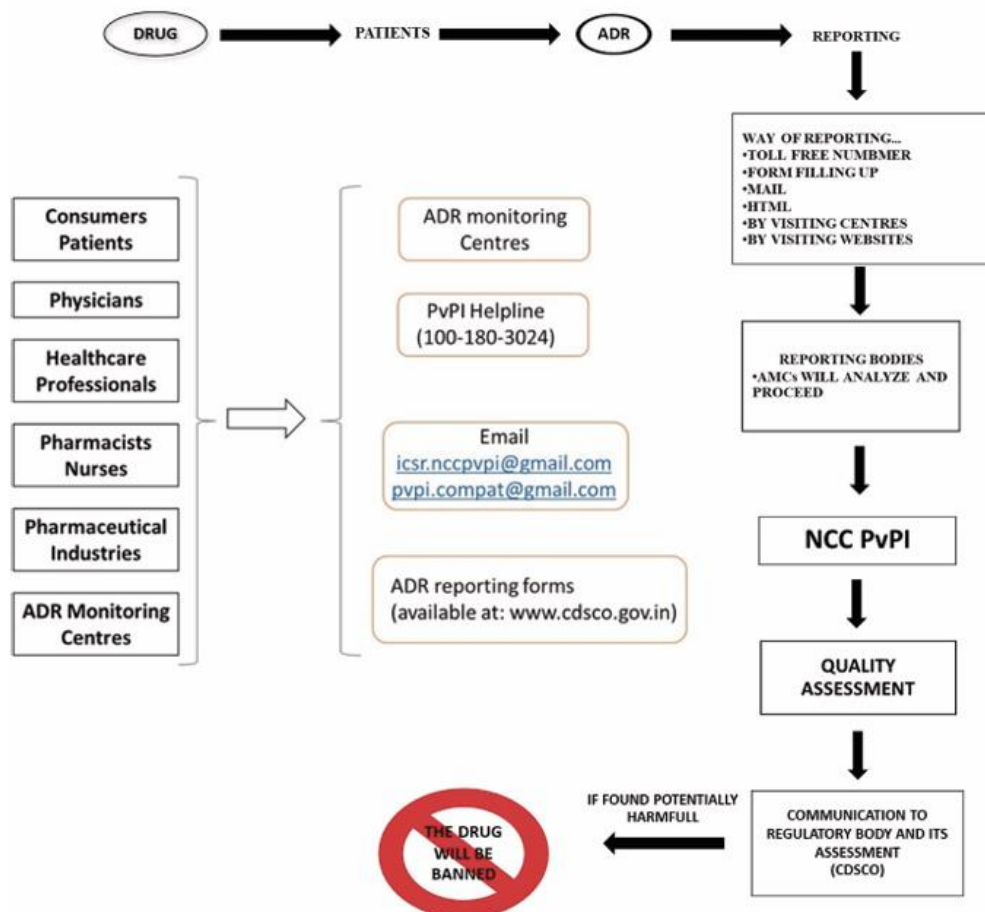 DRUG
PATIENTS
ADR
REPORTING
WAY OF REPORTING...
•TOLL FREE NUMBMER
•FORM FILLING UP
•MAIL
•HTML
•BY VISITING CENTRES
•BY VISITING WEBSITES
Consumers
Patients
Physicians
Healthcare
Professionals
Pharmacists
Nurses
Pharmaceutical
Industries
ADR Monitoring
Centres
ADR monitoring
Centres
PvPI Helpline
(100-180-3024)
Email
icsr.nccpvpi@gmail.com
pvpi.compat@gmail.com
ADR reporting forms
(available at: www.cdsco.gov.in)
REPORTING BODIES
•AMCs WILL ANALYZE AND
PROCEED
NCC PvPI
QUALITY
ASSESSMENT
COMMUNICATION TO
REGULATORY BODY AND ITS
ASSESSMENT
(CDSCO)
IF FOUND POTENTIALLY
HARMFULL
THE DRUG
WILL BE
BANNED